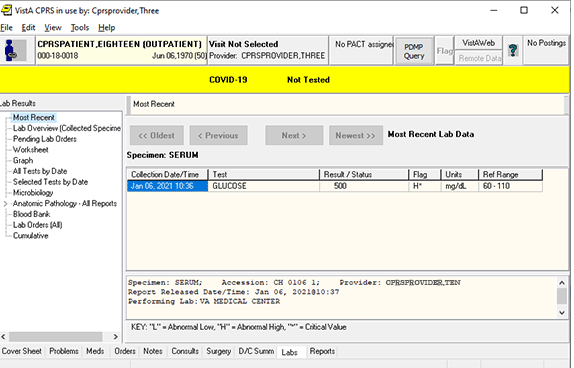 VistA CPRS in use by: Cprsprovider,Three
File Edit View Tools Help
CPRSPATIENT,EIGHTEEN (OUTPATIENT) Visit Not Selected No PACT assigne PDMP Query Flag VistAWeb Remote Data No Postings
000-18-0018 Jun 06,1970 (50) Provider: CPRSPROVIDER,THREE
COVID-19 Not Tested
Lab Results
Most Recent
Lab Overview (Collected Specime
Pending Lab Orders
Worksheet
Graph
All Tests by Date
Selected Tests by Date
Microbiology
Anatomic Pathology - All Reports
Blood Bank
Lab Orders (All)
Cumulative
Most Recent
<< Oldest < Previous Next > Newest >> Most Recent Lab Data
Specimen: SERUM
Collection Date/Time Test Result / Status Flag Units Ref Range
Jan 06, 2021 10:36 GLUCOSE 500 H* mg/dL 60 - 110
Specimen: SERUM; Accession: CH 0106 1; Provider: CPRSPROVIDER,TEN
Report Released Date/Time: Jan 06, 2021@10:37
Performing Lab: VA MEDICAL CENTER
KEY: "L" = Abnormal Low, "H" = Abnormal High, "*" = Critical Value
Cover Sheet Problems Meds Orders Notes Consults Surgery D/C Summ Labs Reports